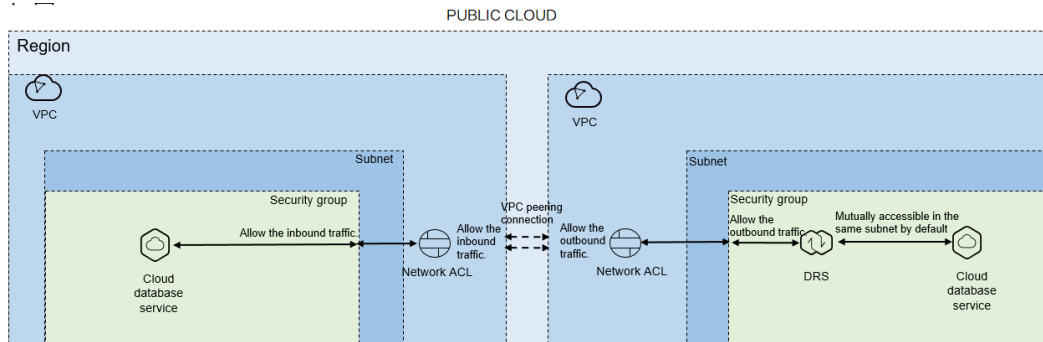 PUBLIC CLOUD
Region
VPC
VPC
Subnet
Subnet
Security group
Security group
VPC peering
connection
Allow the inbound traffic.
Allow the
inbound
traffic.
Allow the
outbound
traffic.
Allow the
outbound traffic.
Mutually accessible in the
same subnet by default
Network ACL
Network ACL
DRS
Cloud
database
service
Cloud
database
service